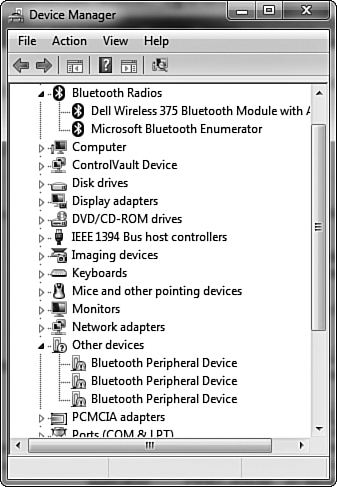 Device Manager
File Action View Help
Bluetooth Radios
Dell Wireless 375 Bluetooth Module with
Microsoft Bluetooth Enumerator
Computer
ControlVault Device
Disk drives
Display adapters
DVD/CD-ROM drives
IEEE 1394 Bus host controllers
Imaging devices
Keyboards
Mice and other pointing devices
Monitors
Network adapters
Other devices
Bluetooth Peripheral Device
Bluetooth Peripheral Device
Bluetooth Peripheral Device
PCMCIA adapters
Ports (COM & LPT)